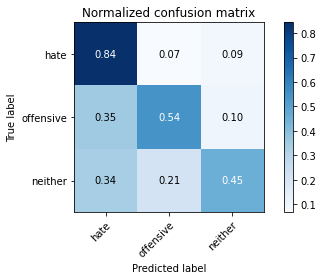 Normalized confusion matrix
True label
hate 0.84 0.07 0.09
offensive 0.35 0.54 0.10
neither 0.34 0.21 0.45
hate offensive neither
Predicted label
0.8
0.7
0.6
0.5
0.4
0.3
0.2
0.1